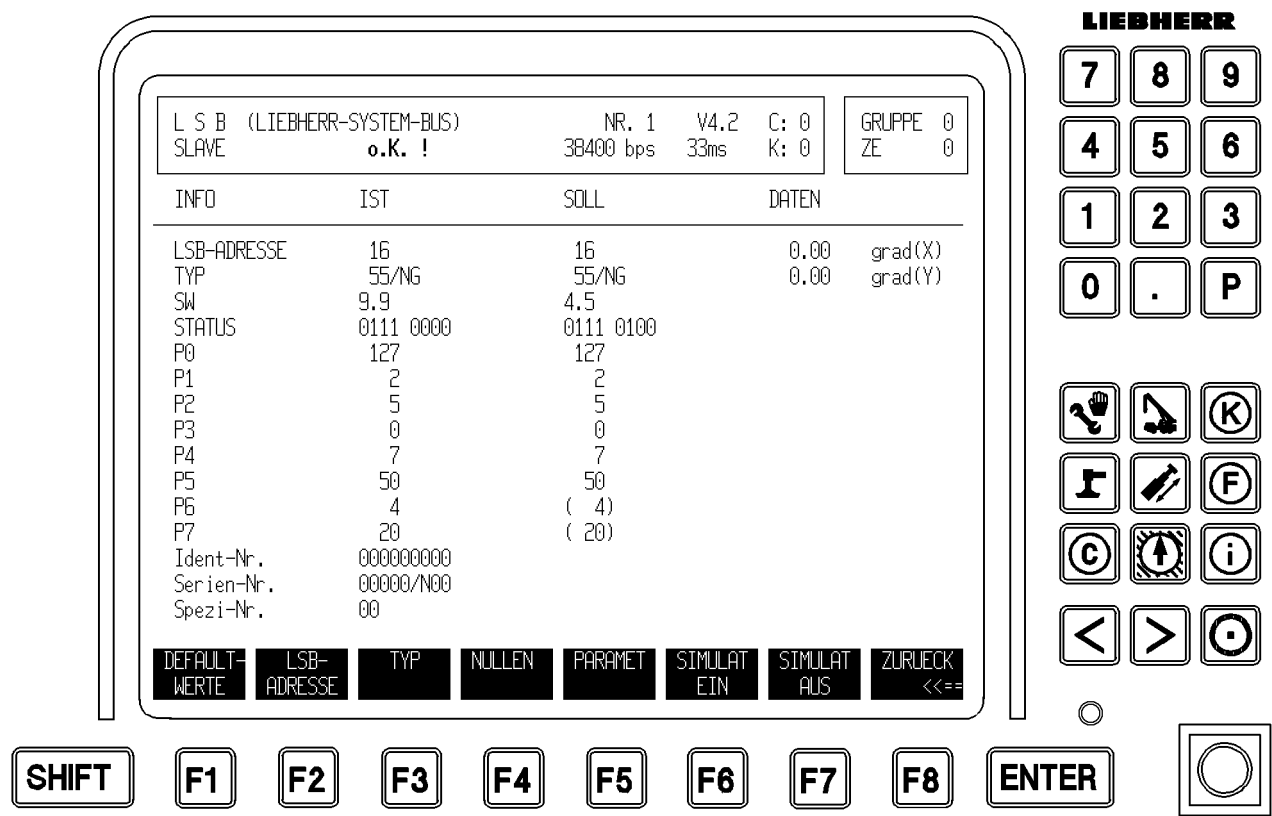 LIEBHERR
L S B (LIEBHERR-SYSTEM-BUS) NR. 1 V4.2 C: 0 GRUPPE 0
SLAVE o.K. ! 38400 bps 33ms K: 0 ZE 0
INFO IST SOLL DATEN
LSB-ADRESSE 16 16 0.00 grad(X)
TYP 55/NG 55/NG 0.00 grad(Y)
SW 9.9 4.5
STATUS 0111 0000 0111 0100
P0 127 127
P1 2 2
P2 5 5
P3 0 0
P4 7 7
P5 50 50
P6 4 ( 4)
P7 20 ( 20)
Ident-Nr. 000000000
Serien-Nr. 00000/N00
Spezi-Nr. 00
DEFAULT- LSB- TYP NULLEN PARAMET SIMULAT SIMULAT ZURUECK
WERTE ADRESSE EIN AUS <<==
SHIFT F1 F2 F3 F4 F5 F6 F7 F8 ENTER
7 8 9
4 5 6
1 2 3
0 . P
K
F
C i
< >